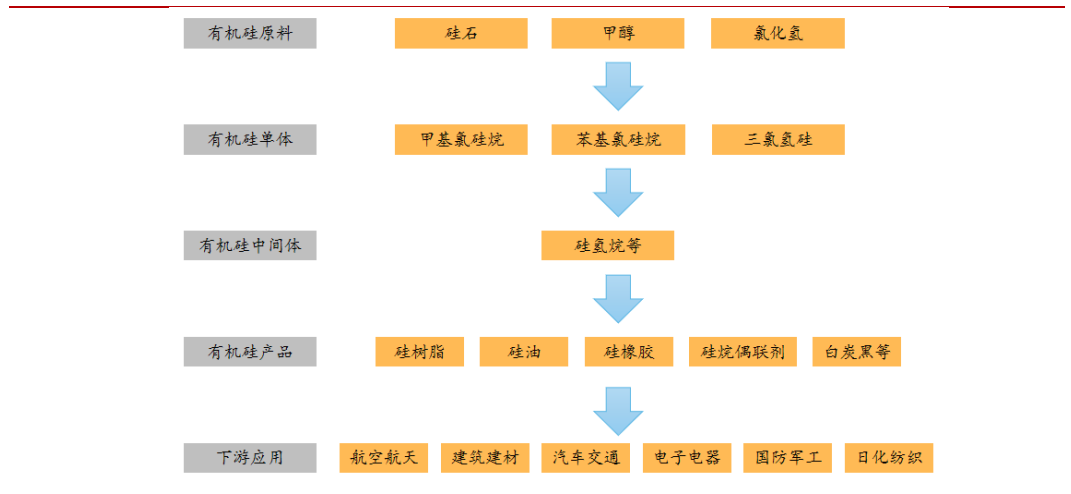 有机硅原料 硅石 甲醇 氯化氢
有机硅单体 甲基氯硅烷 苯基氯硅烷 三氯氢硅
有机硅中间体 硅氢烷等
有机硅产品 硅树脂 硅油 硅橡胶 硅烷偶联剂 白炭黑等
下游应用 航空航天 建筑建材 汽车交通 电子电器 国防军工 日化纺织